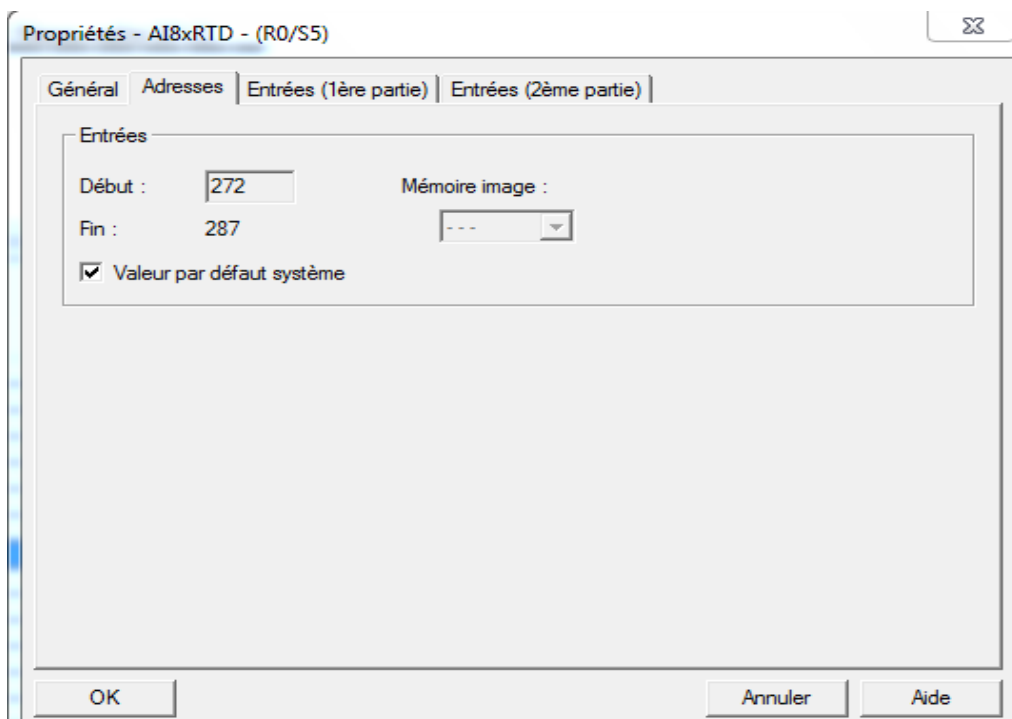 Propriétés - AI8xRTD - (R0/S5)
Général Adresses Entrées (1ère partie) Entrées (2ème partie)
Entrées
Début : 272 Mémoire image :
Fin : 287 ---
Valeur par défaut système
OK Annuler Aide